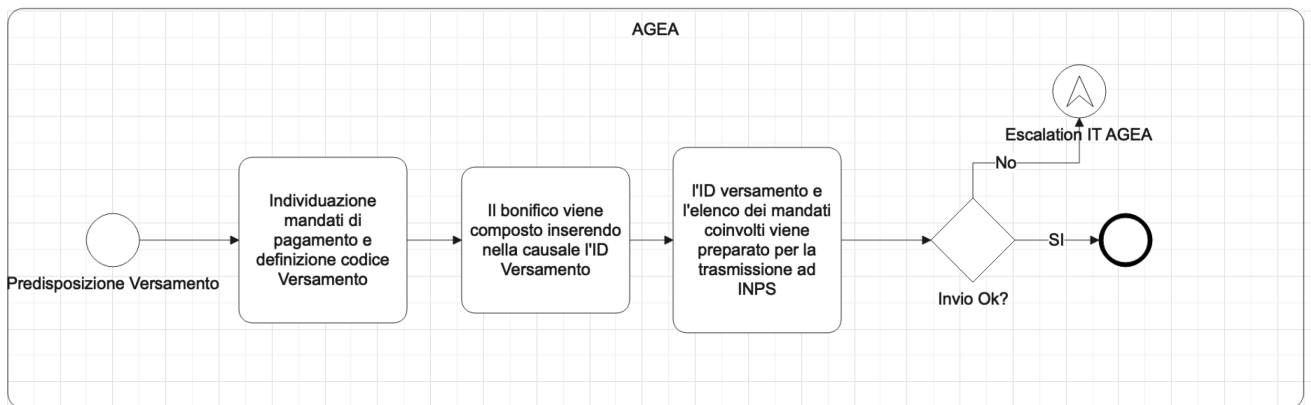 AGEA
Escalation IT AGEA
No
Individuazione
mandati di
pagamento e
definizione codice
Versamento
Il bonifico viene
composto inserendo
nella causale l'ID
Versamento
l'ID versamento e
l'elenco dei mandati
coinvolti viene
preparato per la
trasmissione ad
INPS
SI
Predisposizione Versamento
Invio Ok?